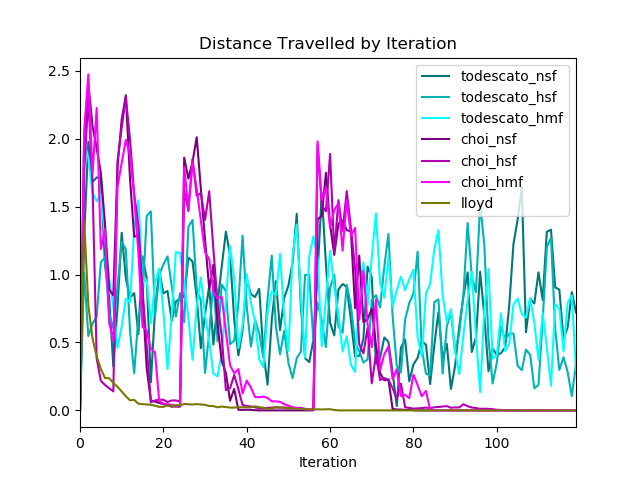 Distance Travelled by Iteration
2.5
2.0
1.5
1.0
0.5
0.0
0
20
40
60
80
100
Iteration
todescato_nsf
todescato_hsf
todescato_hmf
choi_nsf
choi_hsf
choi_hmf
lloyd